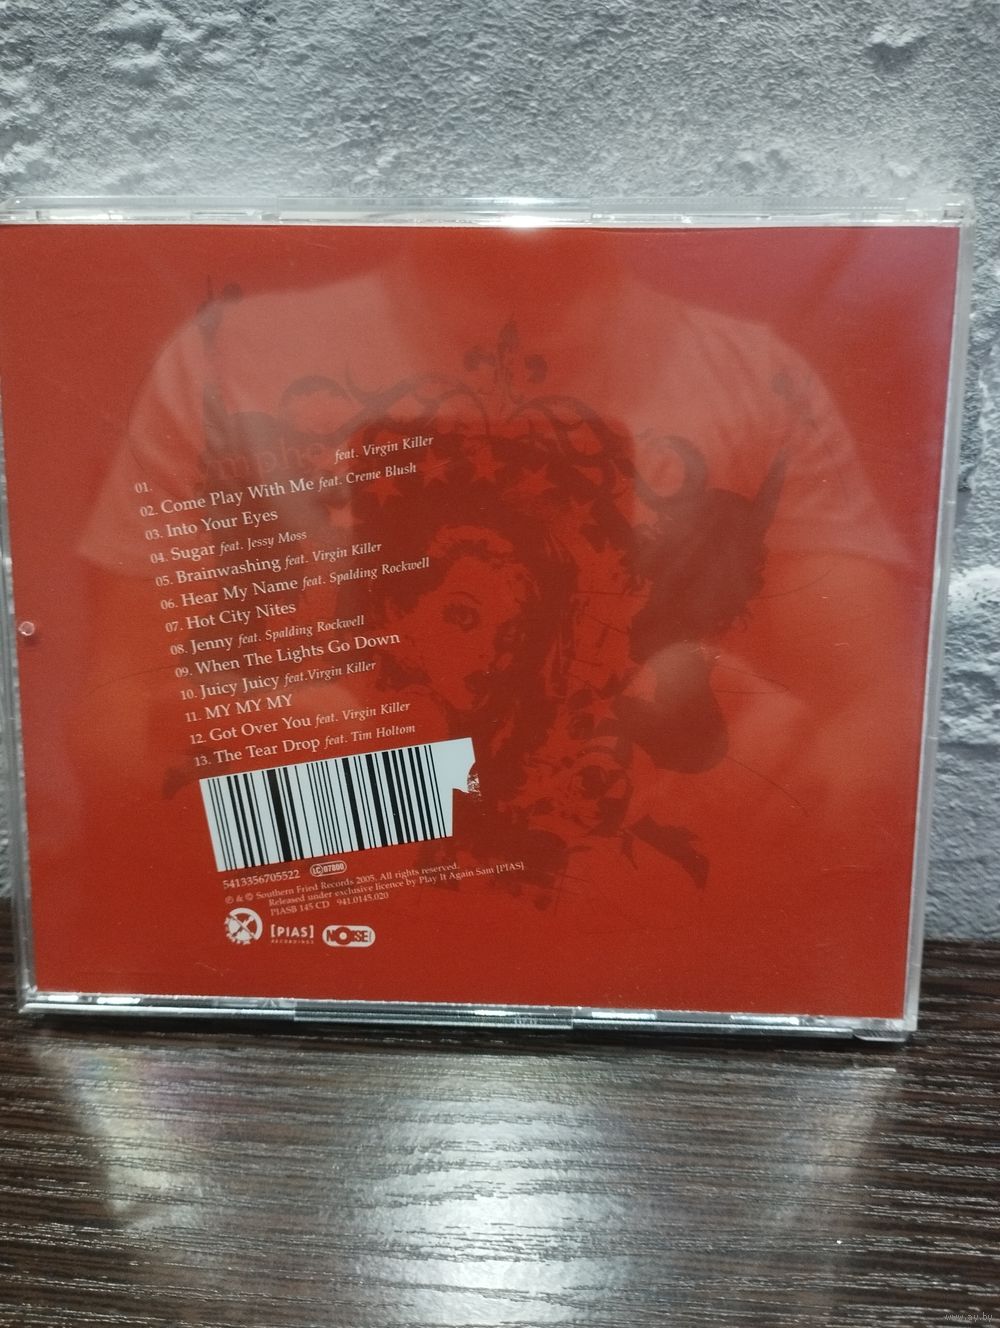 01. feat. Virgin Killer
02. Come Play With Me feat. Creme Blush
03. Into Your Eyes
04. Sugar feat. Jessy Moss
05. Brainwashing feat. Virgin Killer
06. Hear My Name feat. Spalding Rockwell
07. Hot City Nites
08. Jenny feat. Spalding Rockwell
09. When The Lights Go Down
10. Juicy Juicy feat.Virgin Killer
11. MY MY MY
12. Got Over You feat. Virgin Killer
13. The Tear Drop feat. Tim Holtom
5413356705522 LC 07800
℗ & © Southern Fried Records 2005. All rights reserved.
Released under exclusive licence by Play It Again Sam [PIAS]
PIASB 145 CD 941.0145.020
[PIAS]
RECORDINGS
NOISE!
www.ay.by